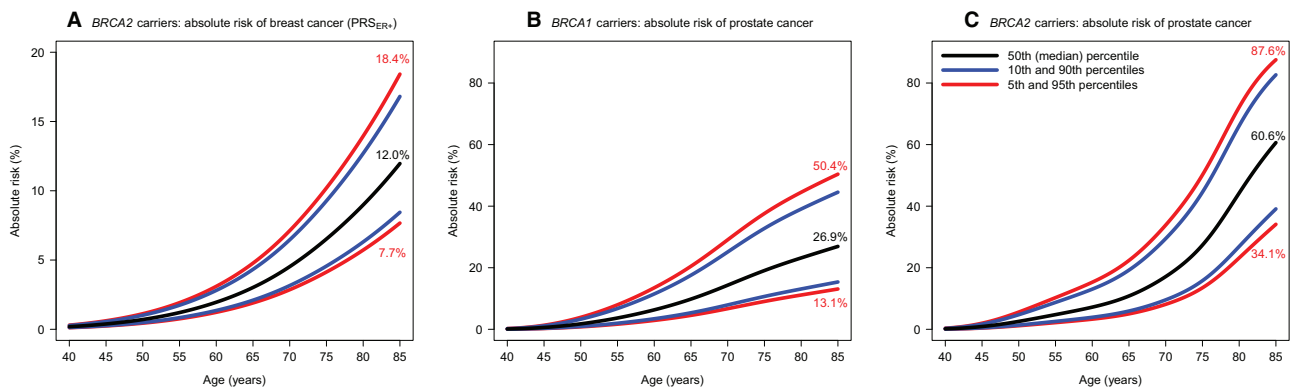 A BRCA2 carriers: absolute risk of breast cancer (PRSER+)
20
15
10
5
0
Absolute risk (%)
18.4%
12.0%
7.7%
40 45 50 55 60 65 70 75 80 85
Age (years)
B BRCA1 carriers: absolute risk of prostate cancer
80
60
40
20
0
Absolute risk (%)
50.4%
26.9%
13.1%
40 45 50 55 60 65 70 75 80 85
Age (years)
C BRCA2 carriers: absolute risk of prostate cancer
50th (median) percentile
10th and 90th percentiles
5th and 95th percentiles
80
60
40
20
0
Absolute risk (%)
87.6%
60.6%
34.1%
40 45 50 55 60 65 70 75 80 85
Age (years)